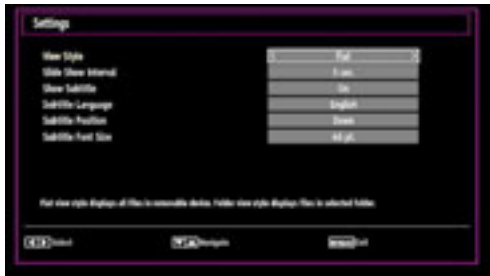 Settings
View Style Flat
Slide Show Interval 5 sec
Show Subtitle On
Subtitle Language English
Subtitle Position Down
Subtitle Font Size pt.
Flat view style displays all files in removable device. Folder view style displays files in selected folder.
Select Navigate MENU Exit